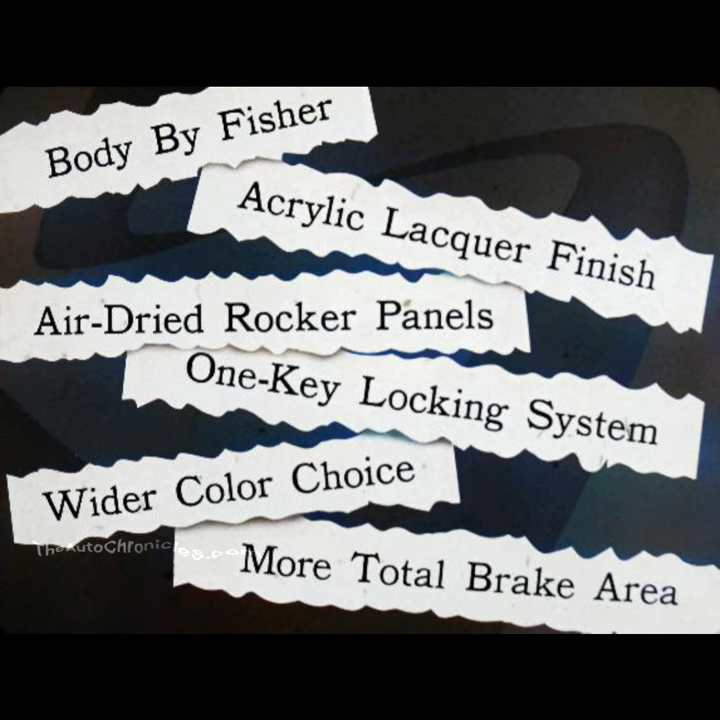 Body By Fisher
Acrylic Lacquer Finish
Air-Dried Rocker Panels
One-Key Locking System
Wider Color Choice
TheAutoChronicles.com
More Total Brake Area